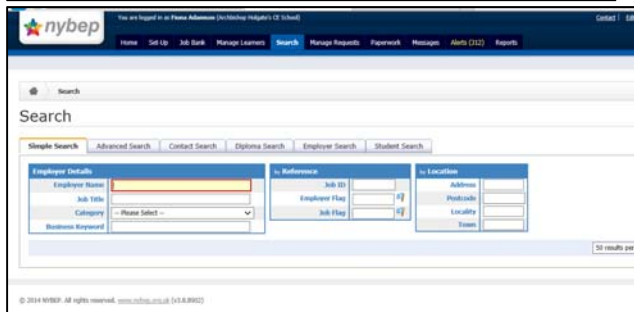 nybep
You are logged in as Fiona Adamson (Archbishop Holgate's CE School)
Contact | Edi
Home Set-Up Job Bank Manage Learners Search Manage Requests Paperwork Messages Alerts (312) Reports
Search
Search
Simple Search Advanced Search Contact Search Diploma Search Employer Search Student Search
Employer Details
Employer Name
Job Title
Category -- Please Select --
Business Keyword
by Reference
Job ID
Employer Flag
Job Flag
by Location
Address
Postcode
Locality
Town
50 results per
© 2014 NYBEP. All rights reserved. www.nybep.org.uk (v3.8.8902)